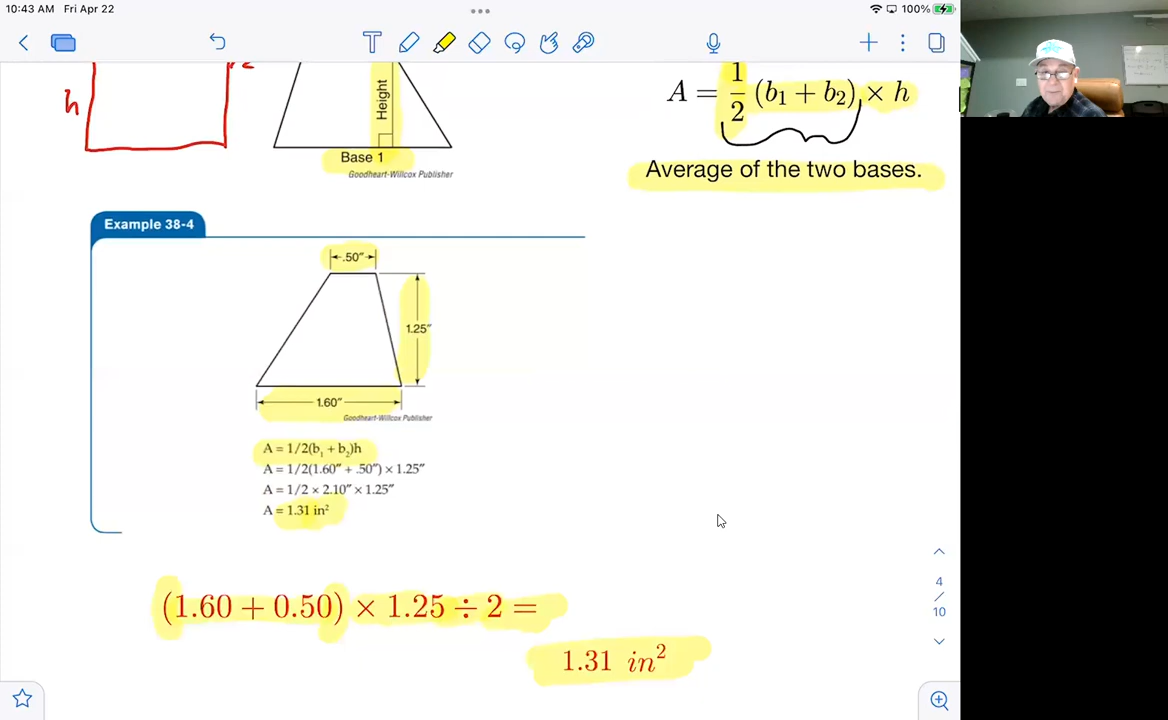 10:43 AM Fri Apr 22
100%
h
Height
Base 1
Goodheart-Willcox Publisher
A = 1/2 (b₁ + b₂) × h
Average of the two bases.
Example 38-4
.50″
1.25″
1.60″
Goodheart-Willcox Publisher
A = 1/2(b₁ + b₂)h
A = 1/2(1.60″ + .50″) × 1.25″
A = 1/2 × 2.10″ × 1.25″
A = 1.31 in²
(1.60 + 0.50) × 1.25 ÷ 2 =
1.31 in²
4
/
10